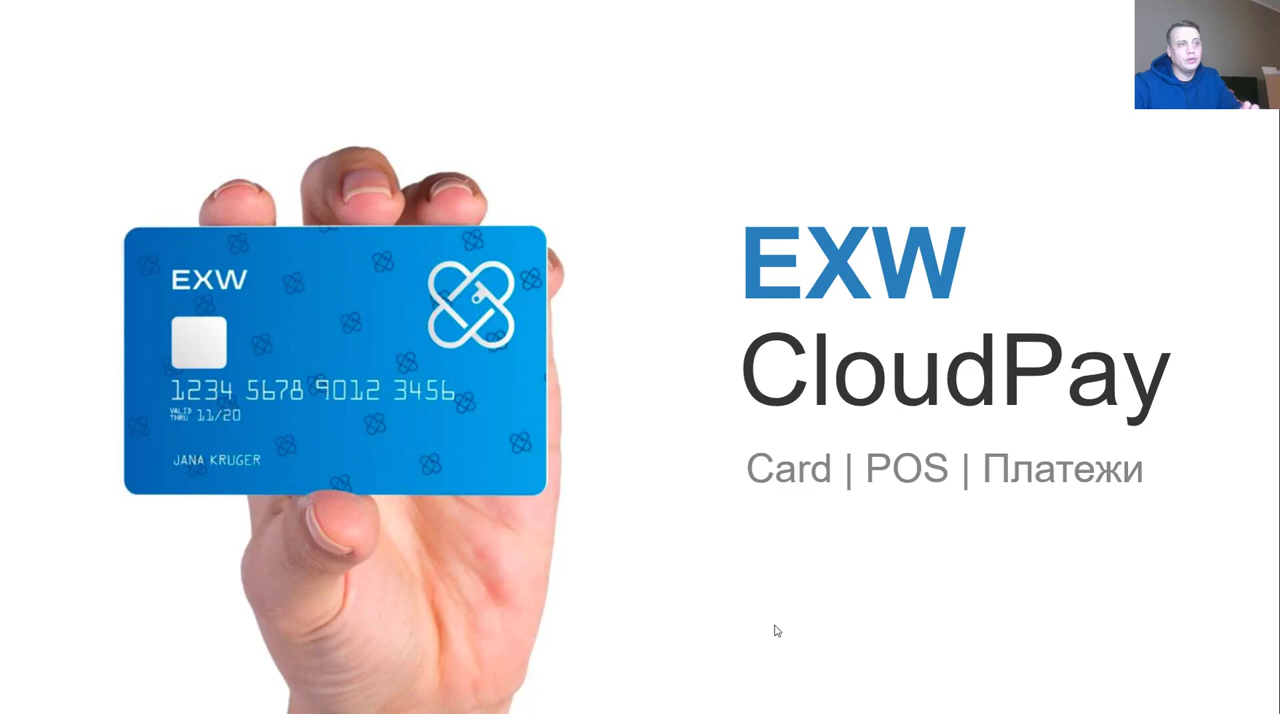 EXW
1234 5678 9012 3456
VALID THRU 11/20
JANA KRUGER
EXW
CloudPay
Card | POS | Платежи